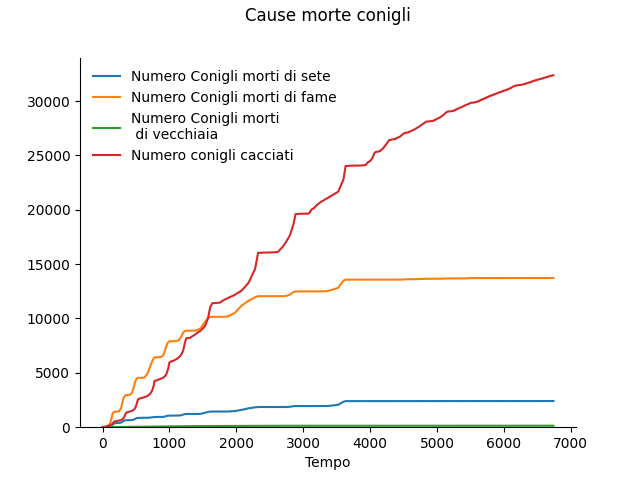 Cause morte conigli
Numero Conigli morti di sete
Numero Conigli morti di fame
Numero Conigli morti
di vecchiaia
Numero conigli cacciati
30000
25000
20000
15000
10000
5000
0
0 1000 2000 3000 4000 5000 6000 7000
Tempo